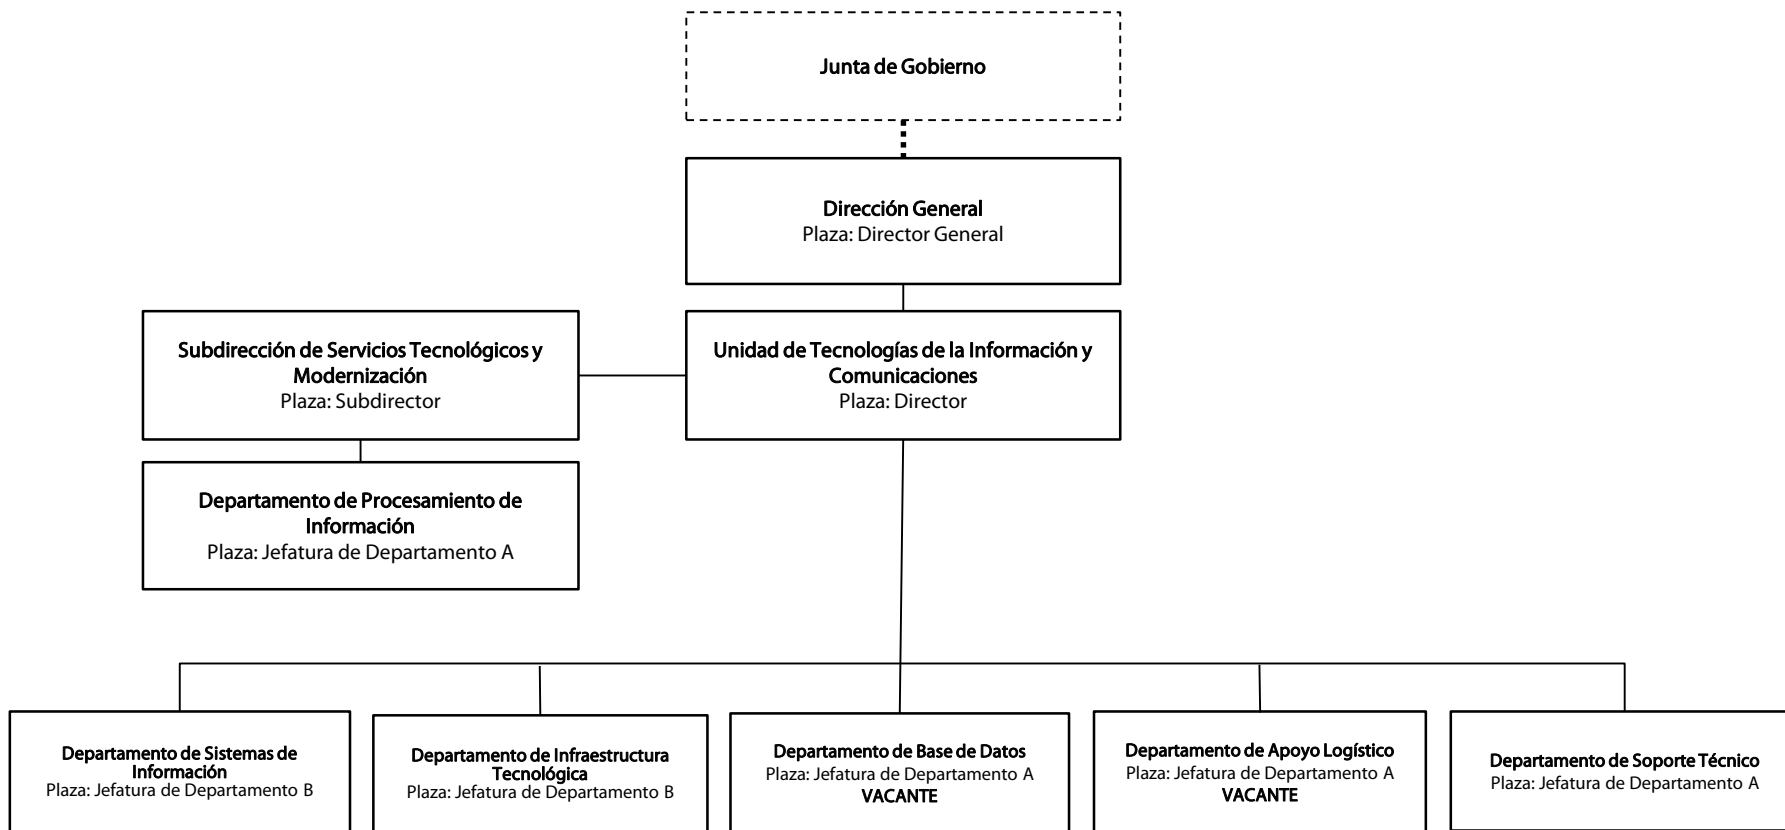 Junta de Gobierno
Dirección General
Plaza: Director General
Subdirección de Servicios Tecnológicos y
Modernización
Plaza: Subdirector
Unidad de Tecnologías de la Información y
Comunicaciones
Plaza: Director
Departamento de Procesamiento de
Información
Plaza: Jefatura de Departamento A
Departamento de Sistemas de
Información
Plaza: Jefatura de Departamento B
Departamento de Infraestructura
Tecnológica
Plaza: Jefatura de Departamento B
Departamento de Base de Datos
Plaza: Jefatura de Departamento A
VACANTE
Departamento de Apoyo Logístico
Plaza: Jefatura de Departamento A
VACANTE
Departamento de Soporte Técnico
Plaza: Jefatura de Departamento A